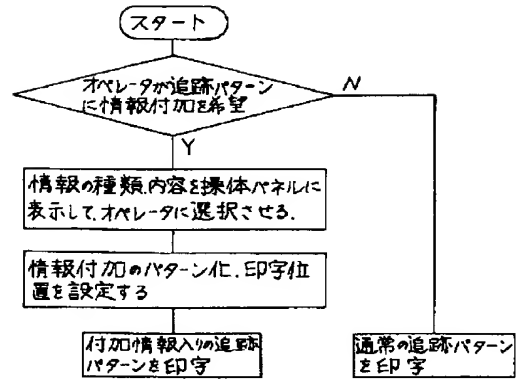 スタート
オペレータが追跡パターン
に情報付加を希望
N
Y
情報の種類、内容を操体パネルに
表示して、オペレータに選択させる.
情報付加のパターン化、印字位
置を設定する
付加情報入りの追跡
パターンを印字
通常の追跡パターン
を印字